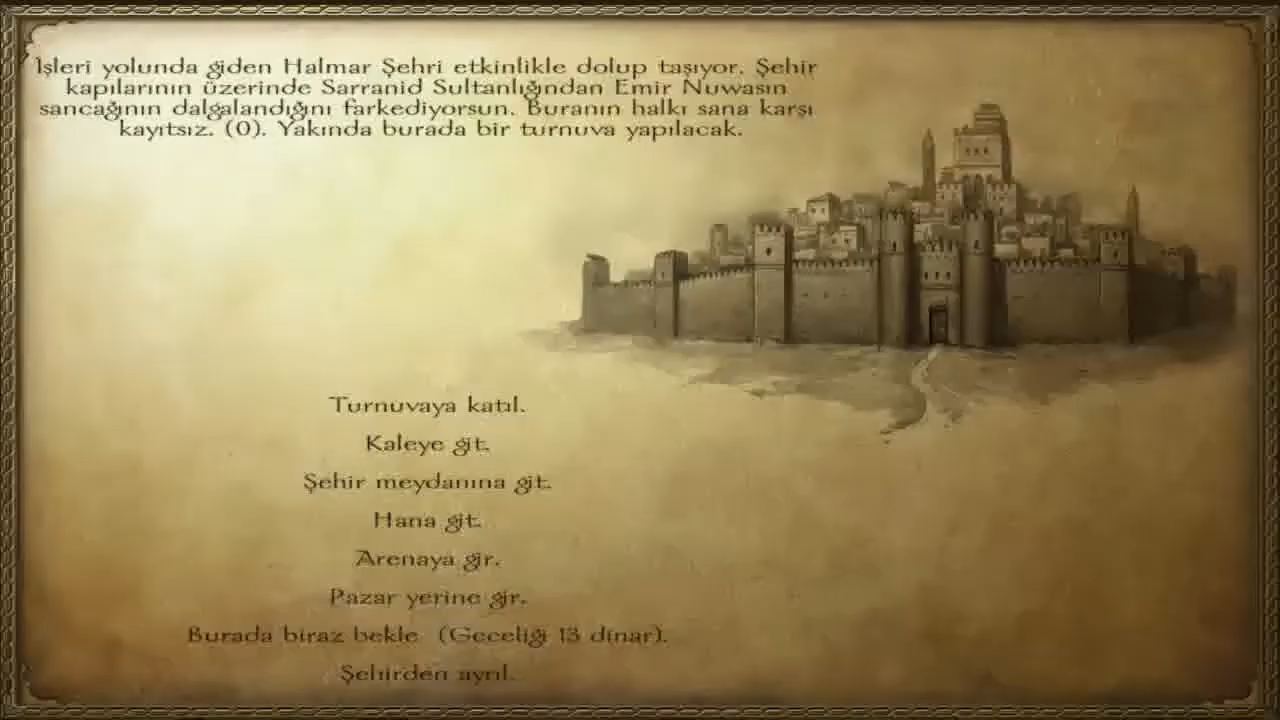 İşleri yolunda giden Halmar Şehri etkinlikle dolup taşıyor. Şehir
kapılarının üzerinde Sarranid Sultanlığından Emir Nuwasın
sancağının dalgalandığını farkediyorsun. Buranın halkı sana karşı
kayıtsız. (0). Yakında burada bir turnuva yapılacak.
Turnuvaya katıl.
Kaleye git.
Şehir meydanına git.
Hana git.
Arenaya gir.
Pazar yerine gir.
Burada biraz bekle (Geceliği 13 dinar).
Şehirden ayrıl.